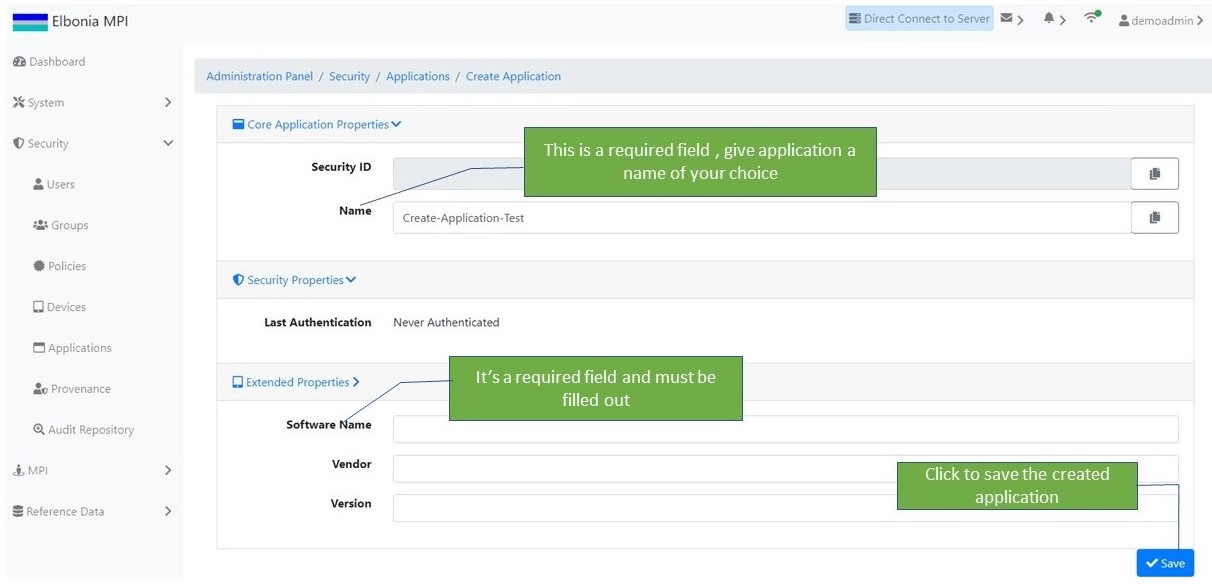 Elbonia MPI
Direct Connect to Server
demoadmin
Dashboard
Administration Panel / Security / Applications / Create Application
System
Core Application Properties
This is a required field , give application a
name of your choice
Security
Security ID
Users
Name
Create-Application-Test
Groups
Policies
Security Properties
Devices
Last Authentication Never Authenticated
Applications
Extended Properties
It's a required field and must be
filled out
Provenance
Software Name
Audit Repository
Vendor
MPI
Click to save the created
application
Version
Reference Data
Save